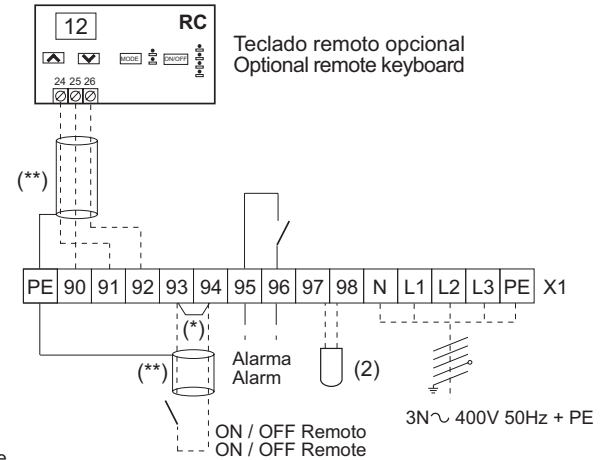 12 RC
MODE ON/OFF
24 25 26
Teclado remoto opcional
Optional remote keyboard
(**)
PE 90 91 92 93 94 95 96 97 98 N L1 L2 L3 PE X1
(*)
(**)
Alarma
Alarm
(2)
3N~ 400V 50Hz + PE
ON / OFF Remoto
ON / OFF Remote